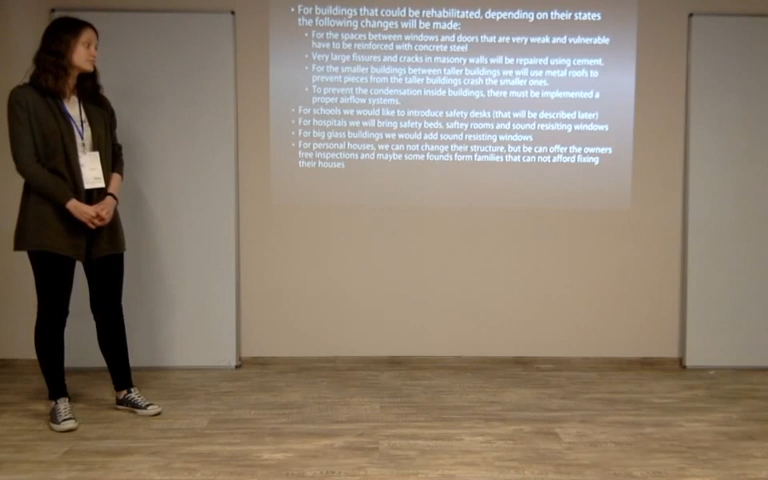 • For buildings that could be rehabilitated, depending on their states
the following changes will be made:
• For the spaces between windows and doors that are very weak and vulnerable
have to be reinforced with concrete steel
• Very large fissures and cracks in masonry walls will be repaired using cement.
• For the smaller buildings between taller buildings we will use metal roofs to
prevent pieces from the taller buildings crash the smaller ones.
• To prevent the condensation inside buildings, there must be implemented a
proper airflow systems.
• For schools we would like to introduce safety desks (that will be described later)
• For hospitals we will bring safety beds, saftey rooms and sound resisiting windows
• For big glass buildings we would add sound resisting windows
• For personal houses, we can not change their structure, but be can offer the owners
free inspections and maybe some founds form families that can not afford fixing
their houses